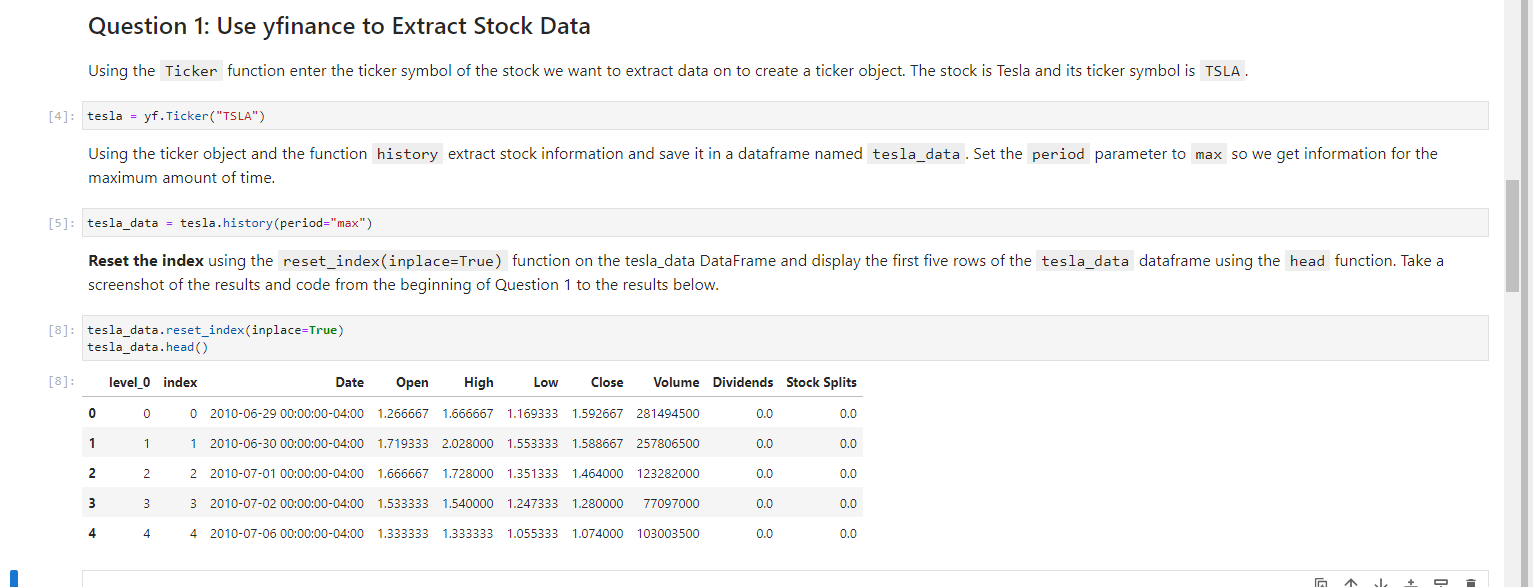 Question 1: Use yfinance to Extract Stock Data
Using the Ticker function enter the ticker symbol of the stock we want to extract data on to create a ticker object. The stock is Tesla and its ticker symbol is TSLA.
[4]: tesla = yf.Ticker("TSLA")
Using the ticker object and the function history extract stock information and save it in a dataframe named tesla_data. Set the period parameter to max so we get information for the
maximum amount of time.
[5]: tesla_data = tesla.history(period="max")
Reset the index using the reset_index(inplace=True) function on the tesla_data DataFrame and display the first five rows of the tesla_data dataframe using the head function. Take a
screenshot of the results and code from the beginning of Question 1 to the results below.
[8]: tesla_data.reset_index(inplace=True)
tesla_data.head()
[8]: level_0 index Date Open High Low Close Volume Dividends Stock Splits
0 0 0 2010-06-29 00:00:00-04:00 1.266667 1.666667 1.169333 1.592667 281494500 0.0 0.0
1 1 1 2010-06-30 00:00:00-04:00 1.719333 2.028000 1.553333 1.588667 257806500 0.0 0.0
2 2 2 2010-07-01 00:00:00-04:00 1.666667 1.728000 1.351333 1.464000 123282000 0.0 0.0
3 3 3 2010-07-02 00:00:00-04:00 1.533333 1.540000 1.247333 1.280000 77097000 0.0 0.0
4 4 4 2010-07-06 00:00:00-04:00 1.333333 1.333333 1.055333 1.074000 103003500 0.0 0.0